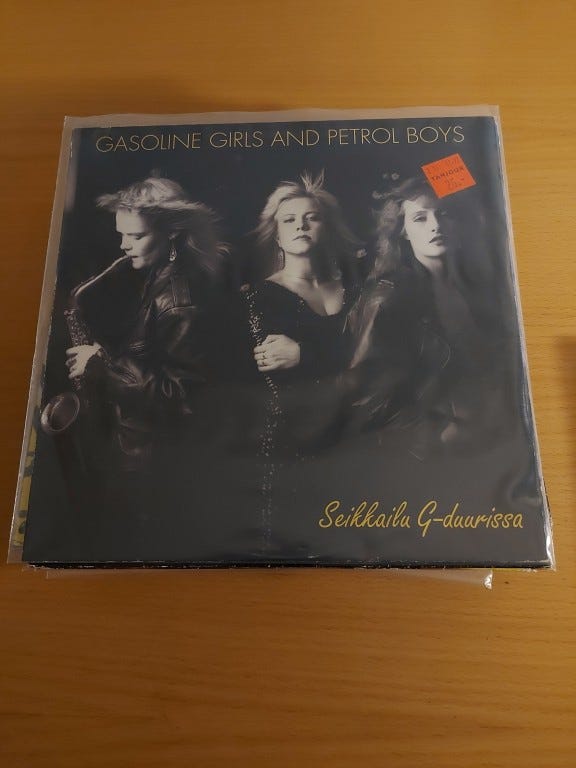 GASOLINE GIRLS AND PETROL BOYS
TARJOUS
Seikkailu G-duurissa